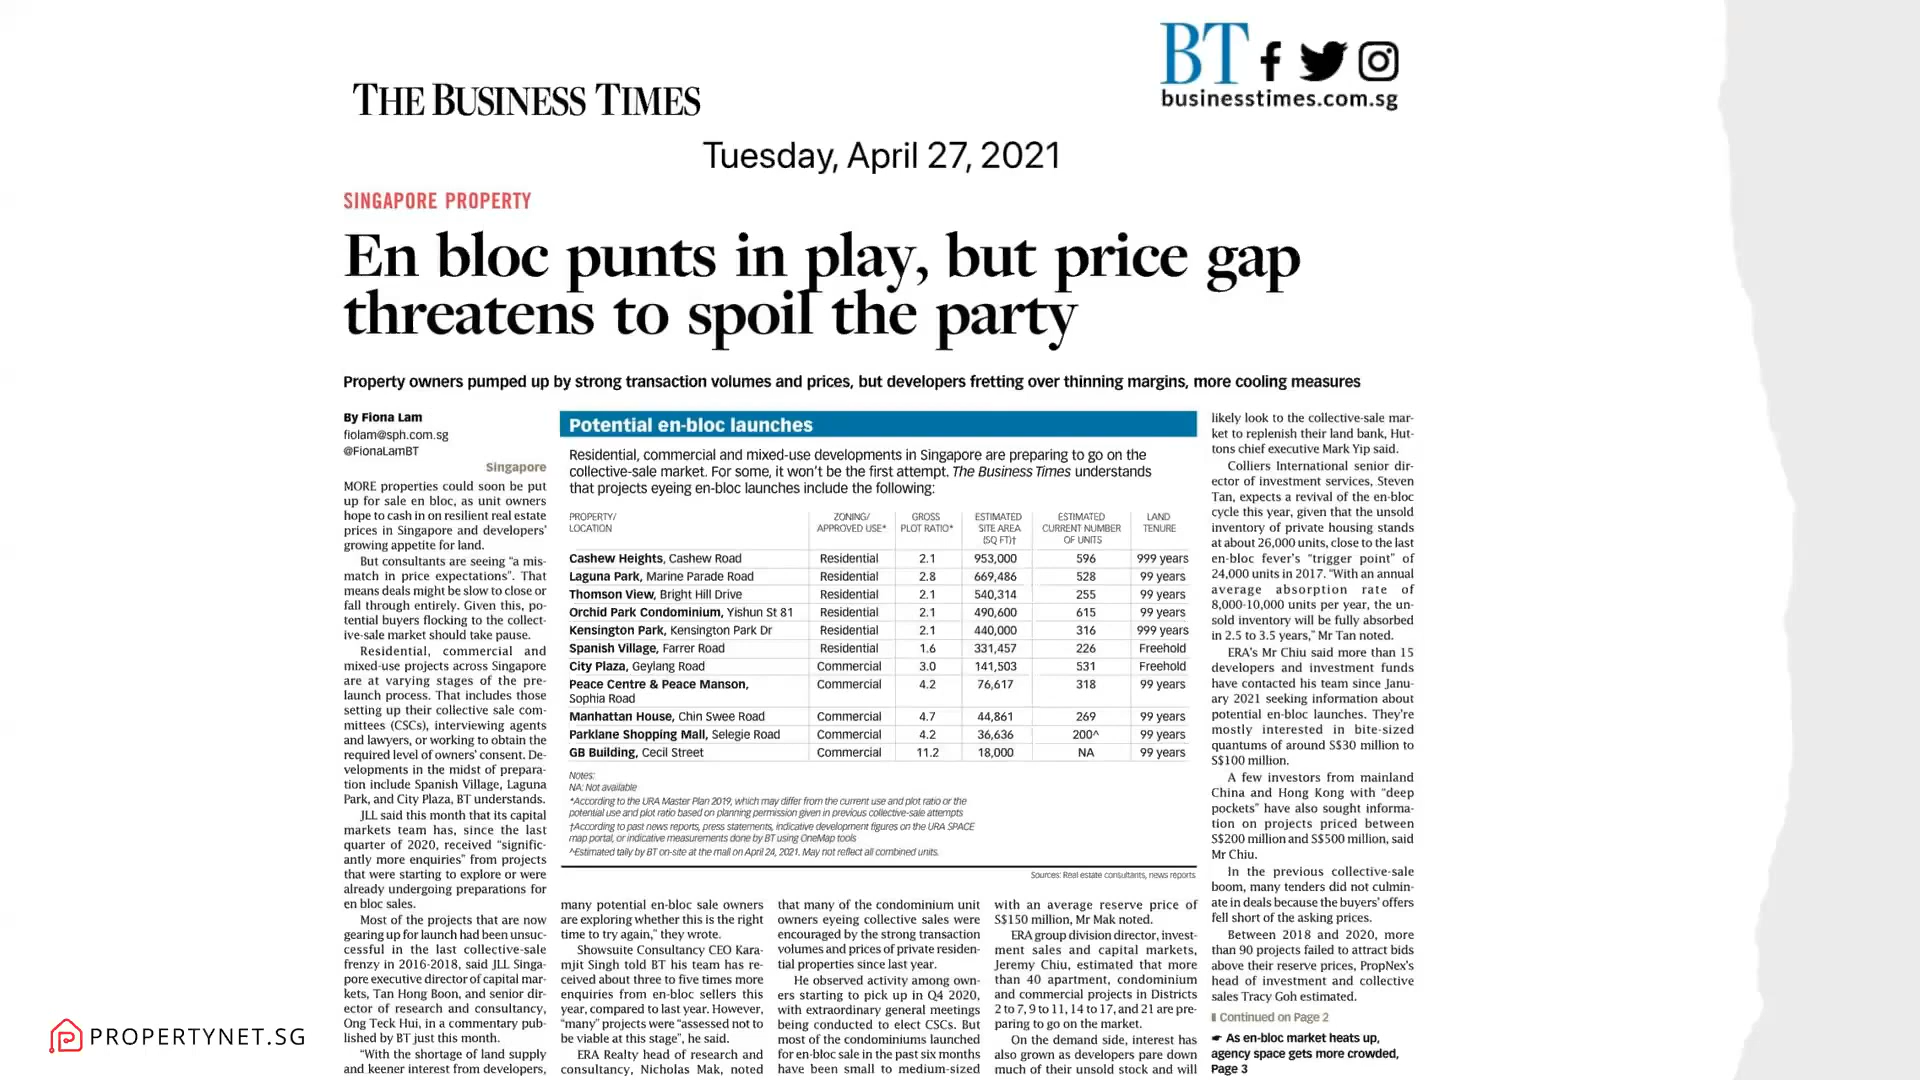 THE BUSINESS TIMES
BT
businesstimes.com.sg
Tuesday, April 27, 2021
SINGAPORE PROPERTY
En bloc punts in play, but price gap
threatens to spoil the party
Property owners pumped up by strong transaction volumes and prices, but developers fretting over thinning margins, more cooling measures
By Fiona Lam
fiolam@sph.com.sg
@FionaLamBT
Singapore
MORE properties could soon be put
up for sale en bloc, as unit owners
hope to cash in on resilient real estate
prices in Singapore and developers'
growing appetite for land.
But consultants are seeing "a mis-
match in price expectations". That
means deals might be slow to close or
fall through entirely. Given this, po-
tential buyers flocking to the collect-
ive-sale market should take pause.
Residential, commercial and
mixed-use projects across Singapore
are at varying stages of the pre-
launch process. That includes those
setting up their collective sale com-
mittees (CSCs), interviewing agents
and lawyers, or working to obtain the
required level of owners' consent. De-
velopments in the midst of prepara-
tion include Spanish Village, Laguna
Park, and City Plaza, BT understands.
JLL said this month that its capital
markets team has, since the last
quarter of 2020, received "signific-
antly more enquiries" from projects
that were starting to explore or were
already undergoing preparations for
en bloc sales.
Most of the projects that are now
gearing up for launch had been unsuc-
cessful in the last collective-sale
frenzy in 2016-2018, said JLL Singa-
pore executive director of capital mar-
kets, Tan Hong Boon, and senior dir-
ector of research and consultancy,
Ong Teck Hui, in a commentary pub-
lished by BT just this month.
"With the shortage of land supply
and keener interest from developers,
Potential en-bloc launches
Residential, commercial and mixed-use developments in Singapore are preparing to go on the
collective-sale market. For some, it won't be the first attempt. The Business Times understands
that projects eyeing en-bloc launches include the following:
PROPERTY/ LOCATION ZONING/ APPROVED USE* GROSS PLOT RATIO* ESTIMATED SITE AREA (SQ FT)† ESTIMATED CURRENT NUMBER OF UNITS LAND TENURE
Cashew Heights, Cashew Road Residential 2.1 953,000 596 999 years
Laguna Park, Marine Parade Road Residential 2.8 669,486 528 99 years
Thomson View, Bright Hill Drive Residential 2.1 540,314 255 99 years
Orchid Park Condominium, Yishun St 81 Residential 2.1 490,600 615 99 years
Kensington Park, Kensington Park Dr Residential 2.1 440,000 316 999 years
Spanish Village, Farrer Road Residential 1.6 331,457 226 Freehold
City Plaza, Geylang Road Commercial 3.0 141,503 531 Freehold
Peace Centre & Peace Manson, Commercial 4.2 76,617 318 99 years
Sophia Road
Manhattan House, Chin Swee Road Commercial 4.7 44,861 269 99 years
Parklane Shopping Mall, Selegie Road Commercial 4.2 36,636 200^ 99 years
GB Building, Cecil Street Commercial 11.2 18,000 NA 99 years
Notes:
NA: Not available
*According to the URA Master Plan 2019, which may differ from the current use and plot ratio or the
potential use and plot ratio based on planning permission given in previous collective-sale attempts
†According to past news reports, press statements, indicative development figures on the URA SPACE
map portal, or indicative measurements done by BT using OneMap tools
^Estimated tally by BT on-site at the mall on April 24, 2021. May not reflect all combined units.
Sources: Real estate consultants, news reports
many potential en-bloc sale owners
are exploring whether this is the right
time to try again," they wrote.
Showsuite Consultancy CEO Kara-
mjit Singh told BT his team has re-
ceived about three to five times more
enquiries from en-bloc sellers this
year, compared to last year. However,
"many" projects were "assessed not to
be viable at this stage", he said.
ERA Realty head of research and
consultancy, Nicholas Mak, noted
that many of the condominium unit
owners eyeing collective sales were
encouraged by the strong transaction
volumes and prices of private residen-
tial properties since last year.
He observed activity among own-
ers starting to pick up in Q4 2020,
with extraordinary general meetings
being conducted to elect CSCs. But
most of the condominiums launched
for en-bloc sale in the past six months
have been small to medium-sized
with an average reserve price of
S$150 million, Mr Mak noted.
ERA group division director, invest-
ment sales and capital markets,
Jeremy Chiu, estimated that more
than 40 apartment, condominium
and commercial projects in Districts
2 to 7, 9 to 11, 14 to 17, and 21 are pre-
paring to go on the market.
On the demand side, interest has
also grown as developers pare down
much of their unsold stock and will
likely look to the collective-sale mar-
ket to replenish their land bank, Hut-
tons chief executive Mark Yip said.
Colliers International senior dir-
ector of investment services, Steven
Tan, expects a revival of the en-bloc
cycle this year, given that the unsold
inventory of private housing stands
at about 26,000 units, close to the last
en-bloc fever's "trigger point" of
24,000 units in 2017. "With an annual
average absorption rate of
8,000-10,000 units per year, the un-
sold inventory will be fully absorbed
in 2.5 to 3.5 years," Mr Tan noted.
ERA's Mr Chiu said more than 15
developers and investment funds
have contacted his team since Janu-
ary 2021 seeking information about
potential en-bloc launches. They're
mostly interested in bite-sized
quantums of around S$30 million to
S$100 million.
A few investors from mainland
China and Hong Kong with "deep
pockets" have also sought informa-
tion on projects priced between
S$200 million and S$500 million, said
Mr Chiu.
In the previous collective-sale
boom, many tenders did not culmin-
ate in deals because the buyers' offers
fell short of the asking prices.
Between 2018 and 2020, more
than 90 projects failed to attract bids
above their reserve prices, PropNex's
head of investment and collective
sales Tracy Goh estimated.
Continued on Page 2
As en-bloc market heats up,
agency space gets more crowded,
Page 3
PROPERTYNET.SG